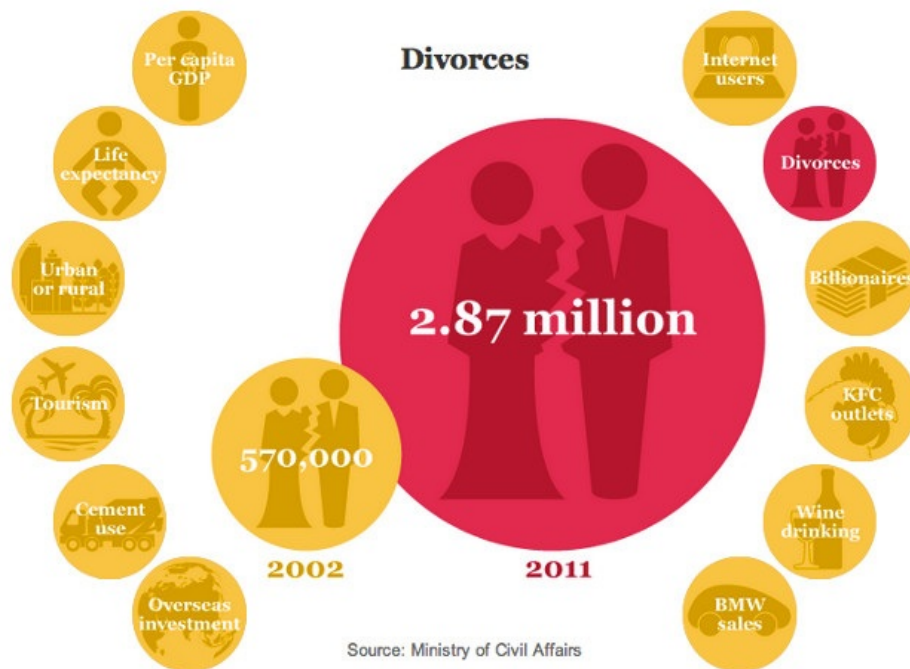 Divorces
Per capita
GDP
Life
expectancy
Urban
or rural
Tourism
Cement
use
Overseas
investment
570,000
2002
2.87 million
2011
Internet
users
Divorces
Billionaires
KFC
outlets
Wine
drinking
BMW
sales
Source: Ministry of Civil Affairs